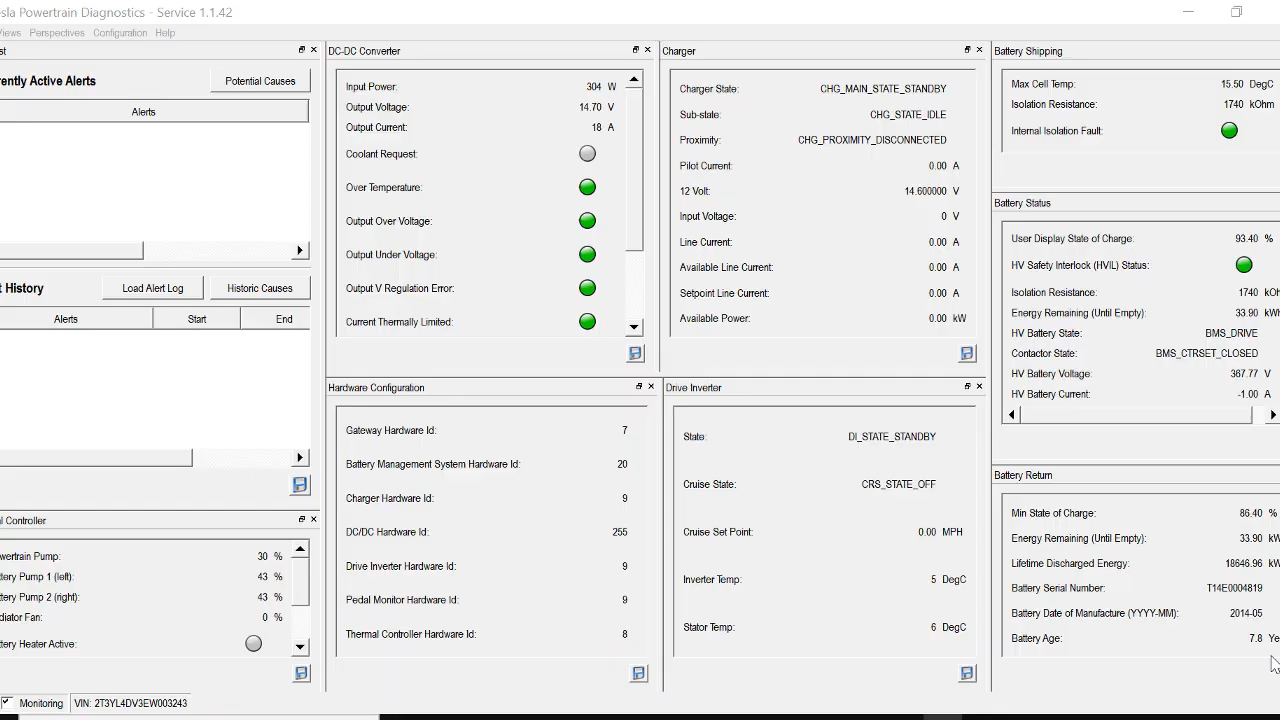 sla Powertrain Diagnostics - Service 1.1.42
Views Perspectives Configuration Help
st
rently Active Alerts
Potential Causes
Alerts
t History
Load Alert Log
Historic Causes
Alerts Start End
al Controller
wertrain Pump: 30 %
ttery Pump 1 (left): 43 %
ttery Pump 2 (right): 43 %
diator Fan: 0 %
ttery Heater Active:
DC-DC Converter
Input Power: 304 W
Output Voltage: 14.70 V
Output Current: 18 A
Coolant Request:
Over Temperature:
Output Over Voltage:
Output Under Voltage:
Output V Regulation Error:
Current Thermally Limited:
Hardware Configuration
Gateway Hardware Id: 7
Battery Management System Hardware Id: 20
Charger Hardware Id: 9
DC/DC Hardware Id: 255
Drive Inverter Hardware Id: 9
Pedal Monitor Hardware Id: 9
Thermal Controller Hardware Id: 8
Charger
Charger State: CHG_MAIN_STATE_STANDBY
Sub-state: CHG_STATE_IDLE
Proximity: CHG_PROXIMITY_DISCONNECTED
Pilot Current: 0.00 A
12 Volt: 14.600000 V
Input Voltage: 0 V
Line Current: 0.00 A
Available Line Current: 0.00 A
Setpoint Line Current: 0.00 A
Available Power: 0.00 kW
Drive Inverter
State: DI_STATE_STANDBY
Cruise State: CRS_STATE_OFF
Cruise Set Point: 0.00 MPH
Inverter Temp: 5 DegC
Stator Temp: 6 DegC
Battery Shipping
Max Cell Temp: 15.50 DegC
Isolation Resistance: 1740 kOhm
Internal Isolation Fault:
Battery Status
User Display State of Charge: 93.40 %
HV Safety Interlock (HVIL) Status:
Isolation Resistance: 1740 kOh
Energy Remaining (Until Empty): 33.90 kWh
HV Battery State: BMS_DRIVE
Contactor State: BMS_CTRSET_CLOSED
HV Battery Voltage: 367.77 V
HV Battery Current: -1.00 A
Battery Return
Min State of Charge: 86.40 %
Energy Remaining (Until Empty): 33.90 kW
Lifetime Discharged Energy: 18646.96 kW
Battery Serial Number: T14E0004819
Battery Date of Manufacture (YYYY-MM): 2014-05
Battery Age: 7.8 Ye
Monitoring VIN: 2T3YL4DV3EW003243